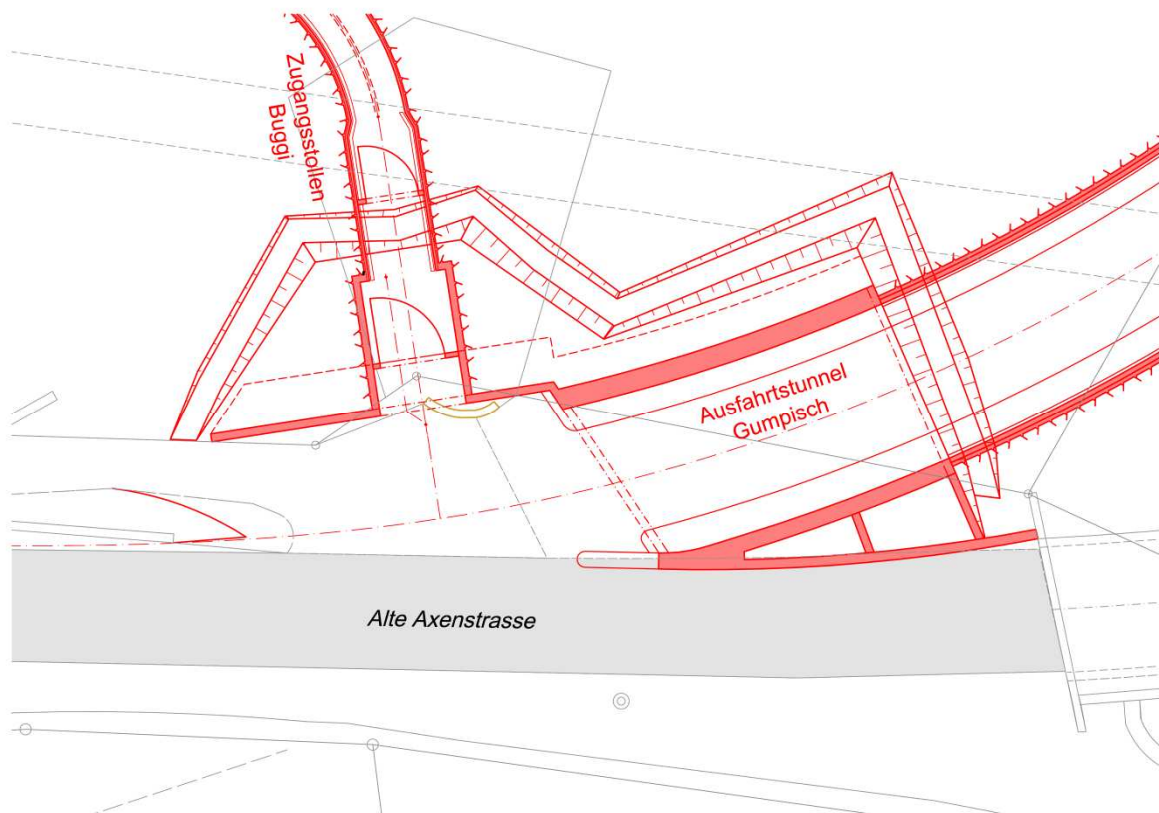 Zugangsstollen
Buggi
Ausfahrtstunnel
Gumpisch
Alte Axenstrasse